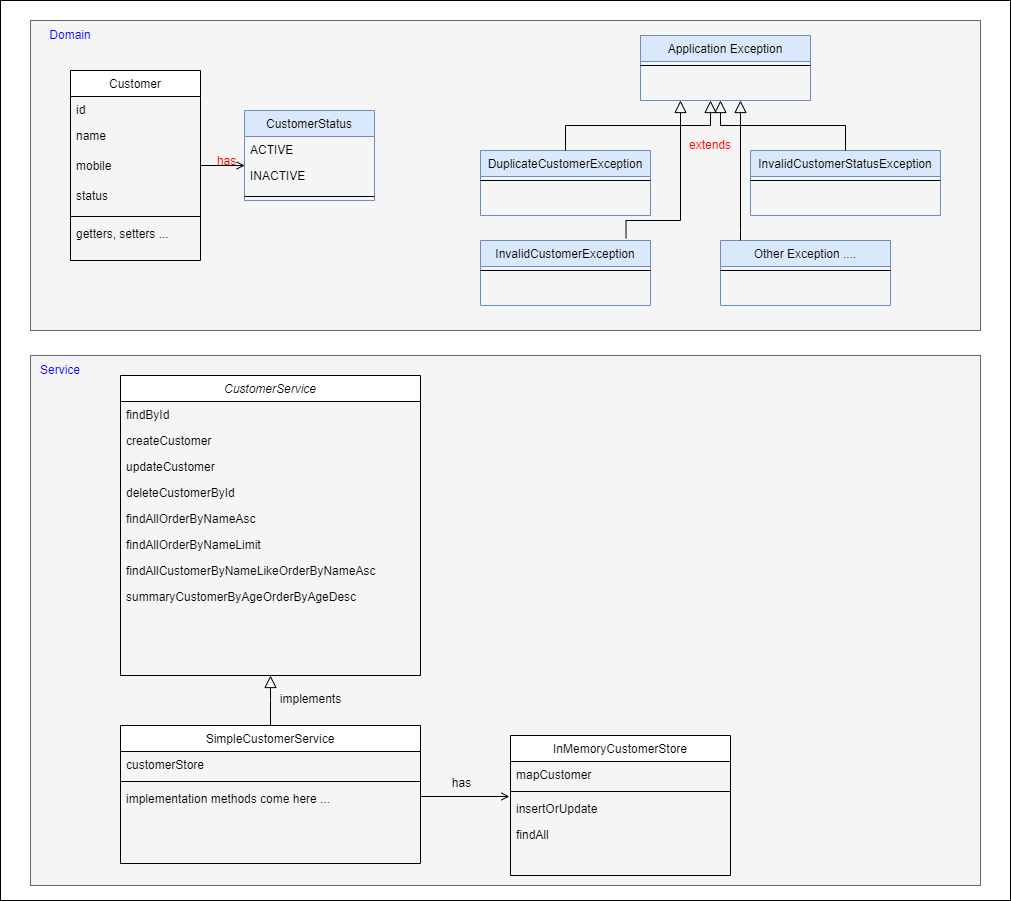 Domain
Customer
id
name
mobile
status
getters, setters ...
has
CustomerStatus
ACTIVE
INACTIVE
Application Exception
extends
DuplicateCustomerException
InvalidCustomerStatusException
InvalidCustomerException
Other Exception ....
Service
CustomerService
findById
createCustomer
updateCustomer
deleteCustomerById
findAllOrderByNameAsc
findAllOrderByNameLimit
findAllCustomerByNameLikeOrderByNameAsc
summaryCustomerByAgeOrderByAgeDesc
implements
SimpleCustomerService
customerStore
implementation methods come here ...
has
InMemoryCustomerStore
mapCustomer
insertOrUpdate
findAll